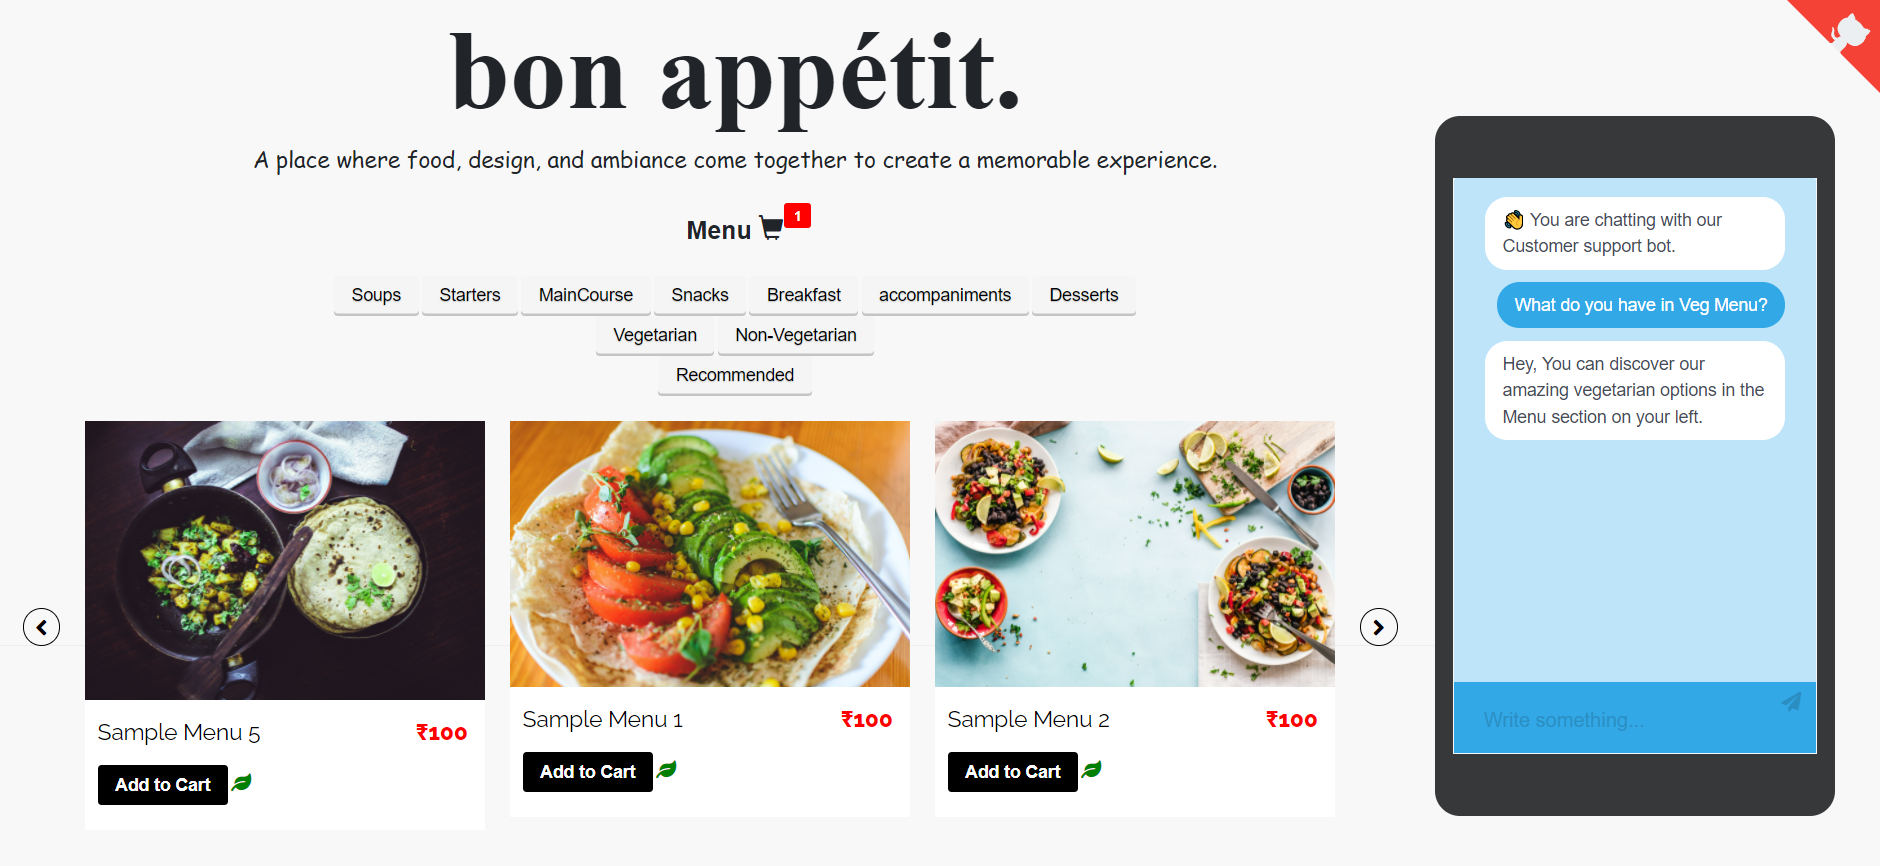 bon appétit.
A place where food, design, and ambiance come together to create a memorable experience.
Menu 1
Soups Starters MainCourse Snacks Breakfast accompaniments Desserts
Vegetarian Non-Vegetarian
Recommended
Sample Menu 5 ₹100
Add to Cart
Sample Menu 1 ₹100
Add to Cart
Sample Menu 2 ₹100
Add to Cart
👋 You are chatting with our
Customer support bot.
What do you have in Veg Menu?
Hey, You can discover our
amazing vegetarian options in the
Menu section on your left.
Write something...